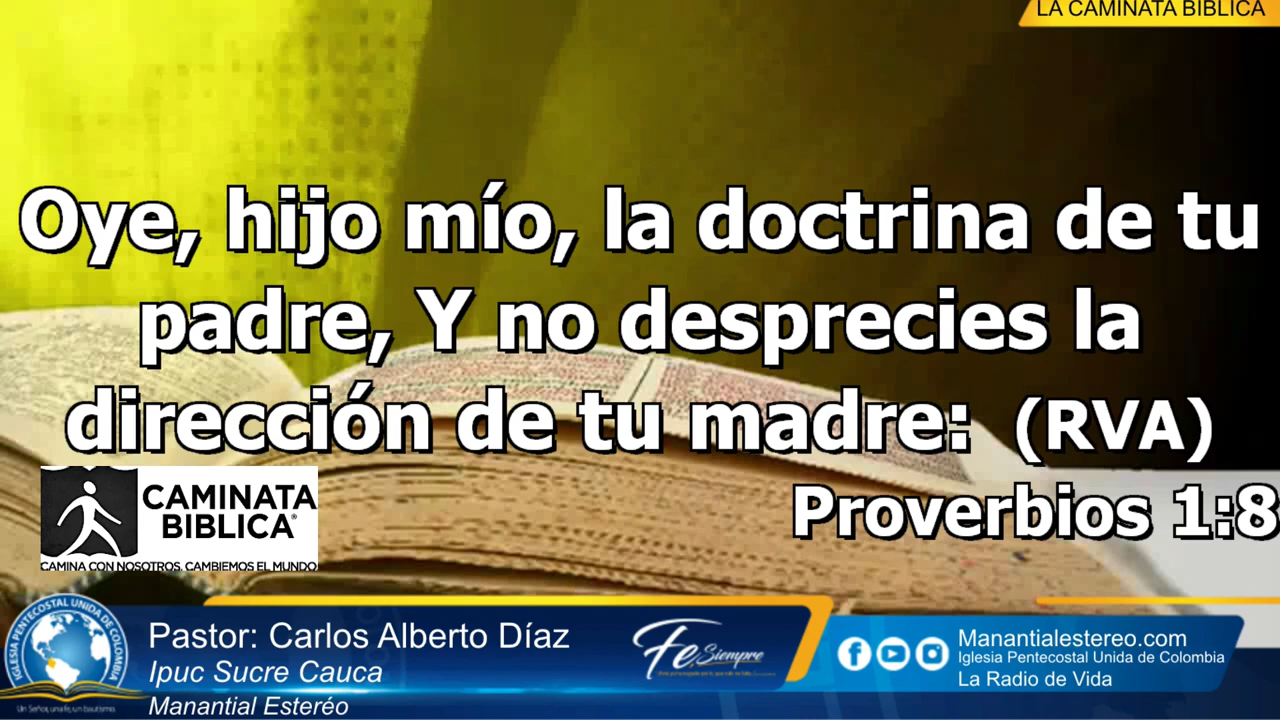 LA CAMINATA BIBLICA
Oye, hijo mío, la doctrina de tu
padre, Y no desprecies la
dirección de tu madre: (RVA)
Proverbios 1:8
CAMINATA
BIBLICA®
CAMINA CON NOSOTROS, CAMBIEMOS EL MUNDO
IGLESIA PENTECOSTAL UNIDA DE COLOMBIA
Un Señor, una fe, un bautismo.
Pastor: Carlos Alberto Díaz
Ipuc Sucre Cauca
Manantial Esteréo
Fe, Siempre
Manantialestereo.com
Iglesia Pentecostal Unida de Colombia
La Radio de Vida